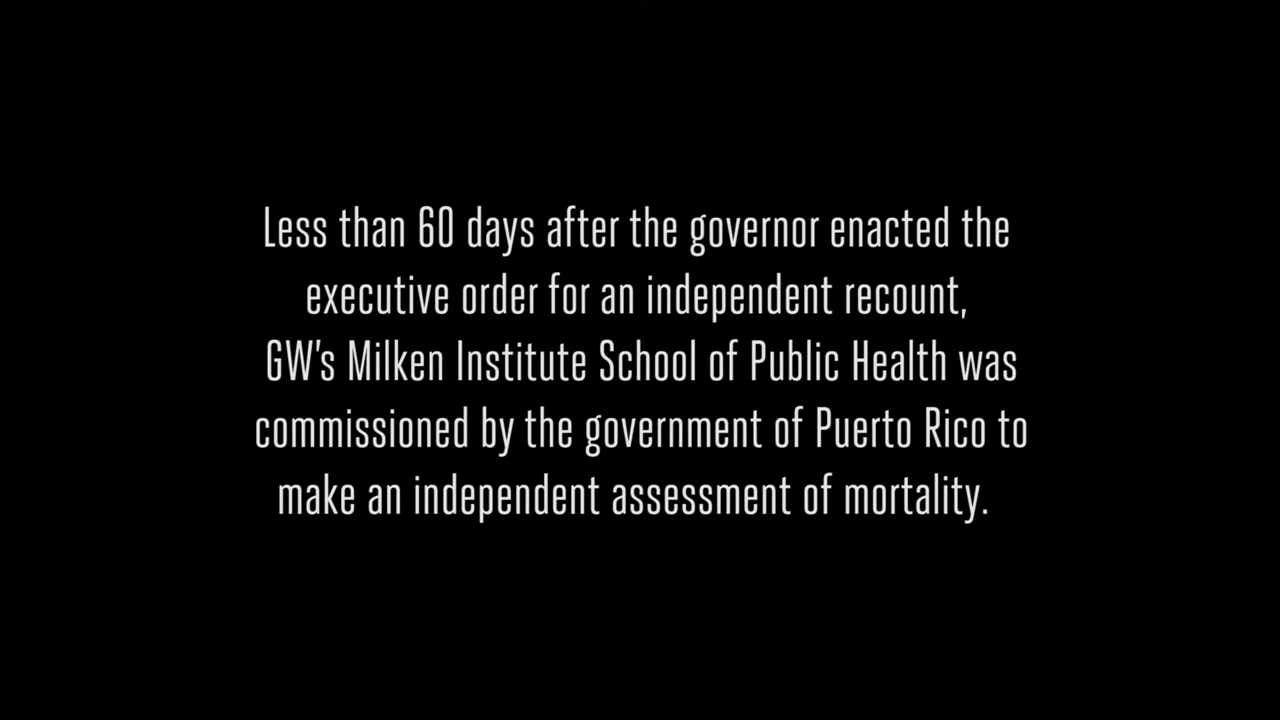 Less than 60 days after the governor enacted the
executive order for an independent recount,
GW's Milken Institute School of Public Health was
commissioned by the government of Puerto Rico to
make an independent assessment of mortality.